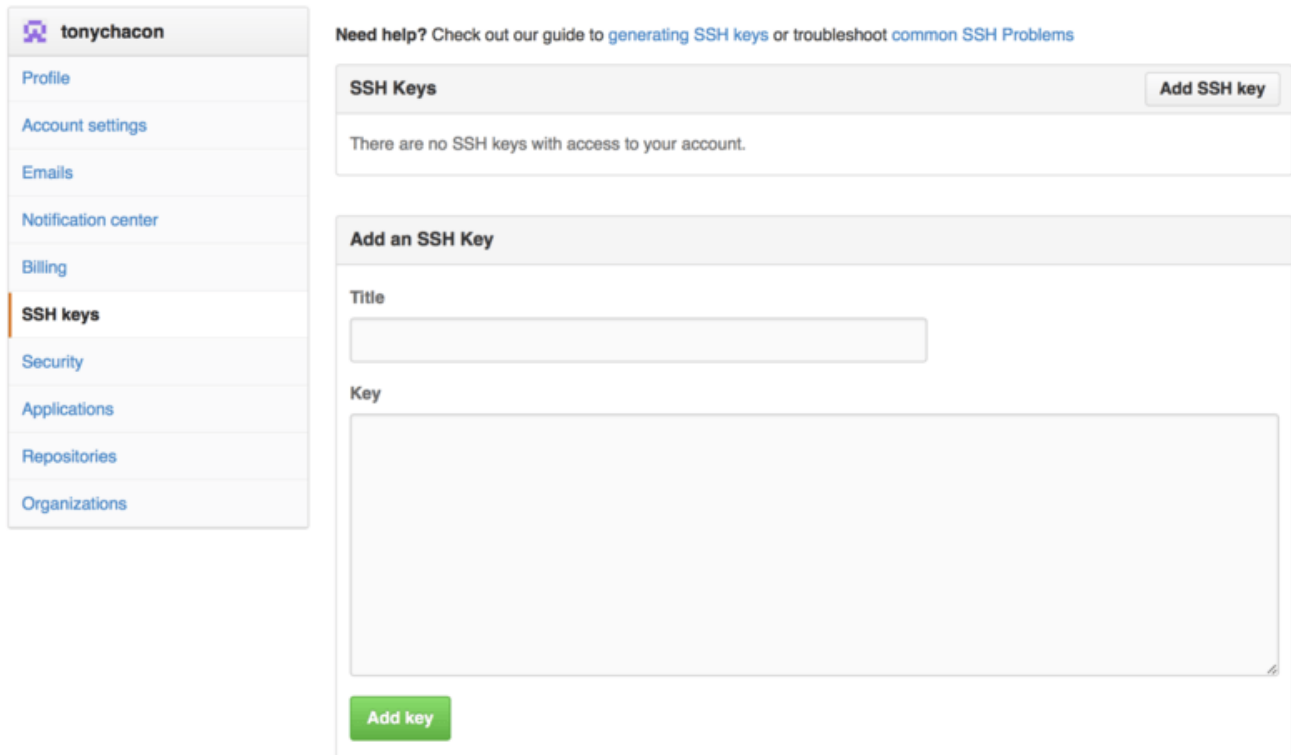 tonychacon
Profile
Account settings
Emails
Notification center
Billing
SSH keys
Security
Applications
Repositories
Organizations
Need help? Check out our guide to generating SSH keys or troubleshoot common SSH Problems
SSH Keys
Add SSH key
There are no SSH keys with access to your account.
Add an SSH Key
Title
Key
Add key